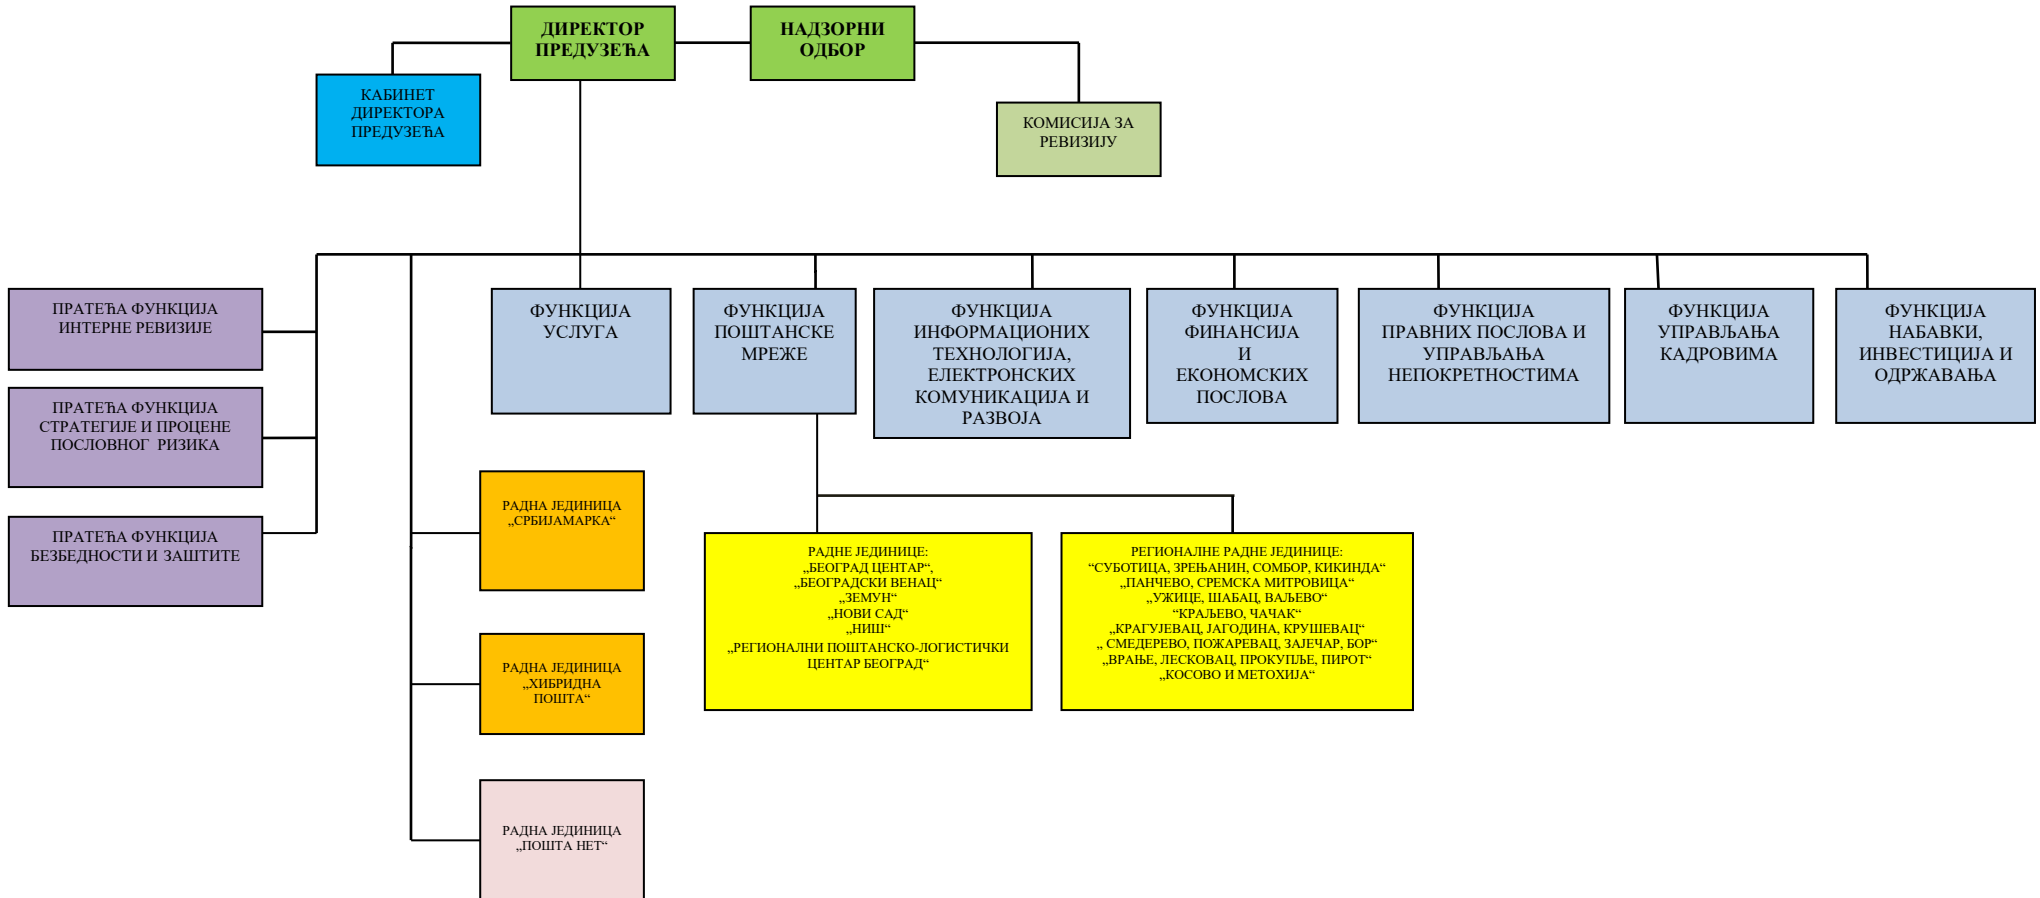 ДИРЕКТОР
ПРЕДУЗЕЋА
НАДЗОРНИ
ОДБОР
КАБИНЕТ
ДИРЕКТОРА
ПРЕДУЗЕЋА
КОМИСИЈА ЗА
РЕВИЗИЈУ
ПРАТЕЋА ФУНКЦИЈА
ИНТЕРНЕ РЕВИЗИЈЕ
ПРАТЕЋА ФУНКЦИЈА
СТРАТЕГИЈЕ И ПРОЦЕНЕ
ПОСЛОВНОГ РИЗИКА
ПРАТЕЋА ФУНКЦИЈА
БЕЗБЕДНОСТИ И ЗАШТИТЕ
ФУНКЦИЈА
УСЛУГА
ФУНКЦИЈА
ПОШТАНСКЕ
МРЕЖЕ
ФУНКЦИЈА
ИНФОРМАЦИОНИХ
ТЕХНОЛОГИЈА,
ЕЛЕКТРОНСКИХ
КОМУНИКАЦИЈА И
РАЗВОЈА
ФУНКЦИЈА
ФИНАНСИЈА
И
ЕКОНОМСКИХ
ПОСЛОВА
ФУНКЦИЈА
ПРАВНИХ ПОСЛОВА И
УПРАВЉАЊА
НЕПОКРЕТНОСТИМА
ФУНКЦИЈА
УПРАВЉАЊА
КАДРОВИМА
ФУНКЦИЈА
НАБАВКИ,
ИНВЕСТИЦИЈА И
ОДРЖАВАЊА
РАДНА ЈЕДИНИЦА
„СРБИЈАМАРКА“
РАДНА ЈЕДИНИЦА
„ХИБРИДНА
ПОШТА“
РАДНА ЈЕДИНИЦА
„ПОШТА НЕТ“
РАДНЕ ЈЕДИНИЦЕ:
„БЕОГРАД ЦЕНТАР“,
„БЕОГРАДСКИ ВЕНАЦ“
„ЗЕМУН“
„НОВИ САД“
„НИШ“
„РЕГИОНАЛНИ ПОШТАНСКО-ЛОГИСТИЧКИ
ЦЕНТАР БЕОГРАД“
РЕГИОНАЛНЕ РАДНЕ ЈЕДИНИЦЕ:
“СУБОТИЦА, ЗРЕЊАНИН, СОМБОР, КИКИНДА“
„ПАНЧЕВО, СРЕМСКА МИТРОВИЦА“
„УЖИЦЕ, ШАБАЦ, ВАЉЕВО“
“КРАЉЕВО, ЧАЧАК“
„КРАГУЈЕВАЦ, ЈАГОДИНА, КРУШЕВАЦ“
„ СМЕДЕРЕВО, ПОЖАРЕВАЦ, ЗАЈЕЧАР, БОР“
„ВРАЊЕ, ЛЕСКОВАЦ, ПРОКУПЉЕ, ПИРОТ“
„КОСОВО И МЕТОХИЈА“